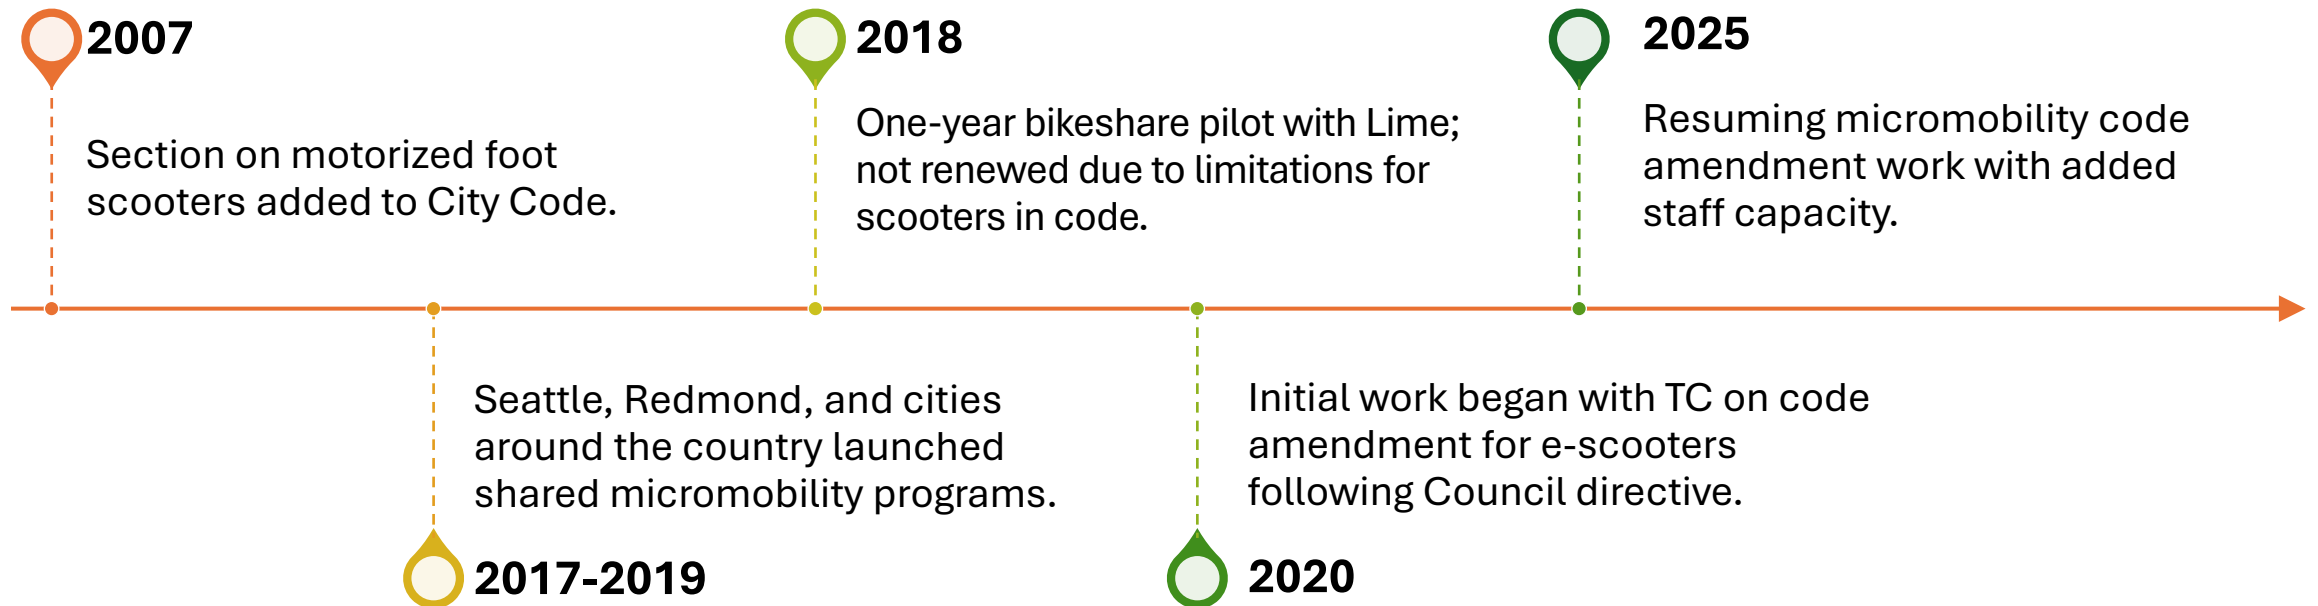 2007
Section on motorized foot
scooters added to City Code.
2017-2019
Seattle, Redmond, and cities
around the country launched
shared micromobility programs.
2018
One-year bikeshare pilot with Lime;
not renewed due to limitations for
scooters in code.
2020
Initial work began with TC on code
amendment for e-scooters
following Council directive.
2025
Resuming micromobility code
amendment work with added
staff capacity.